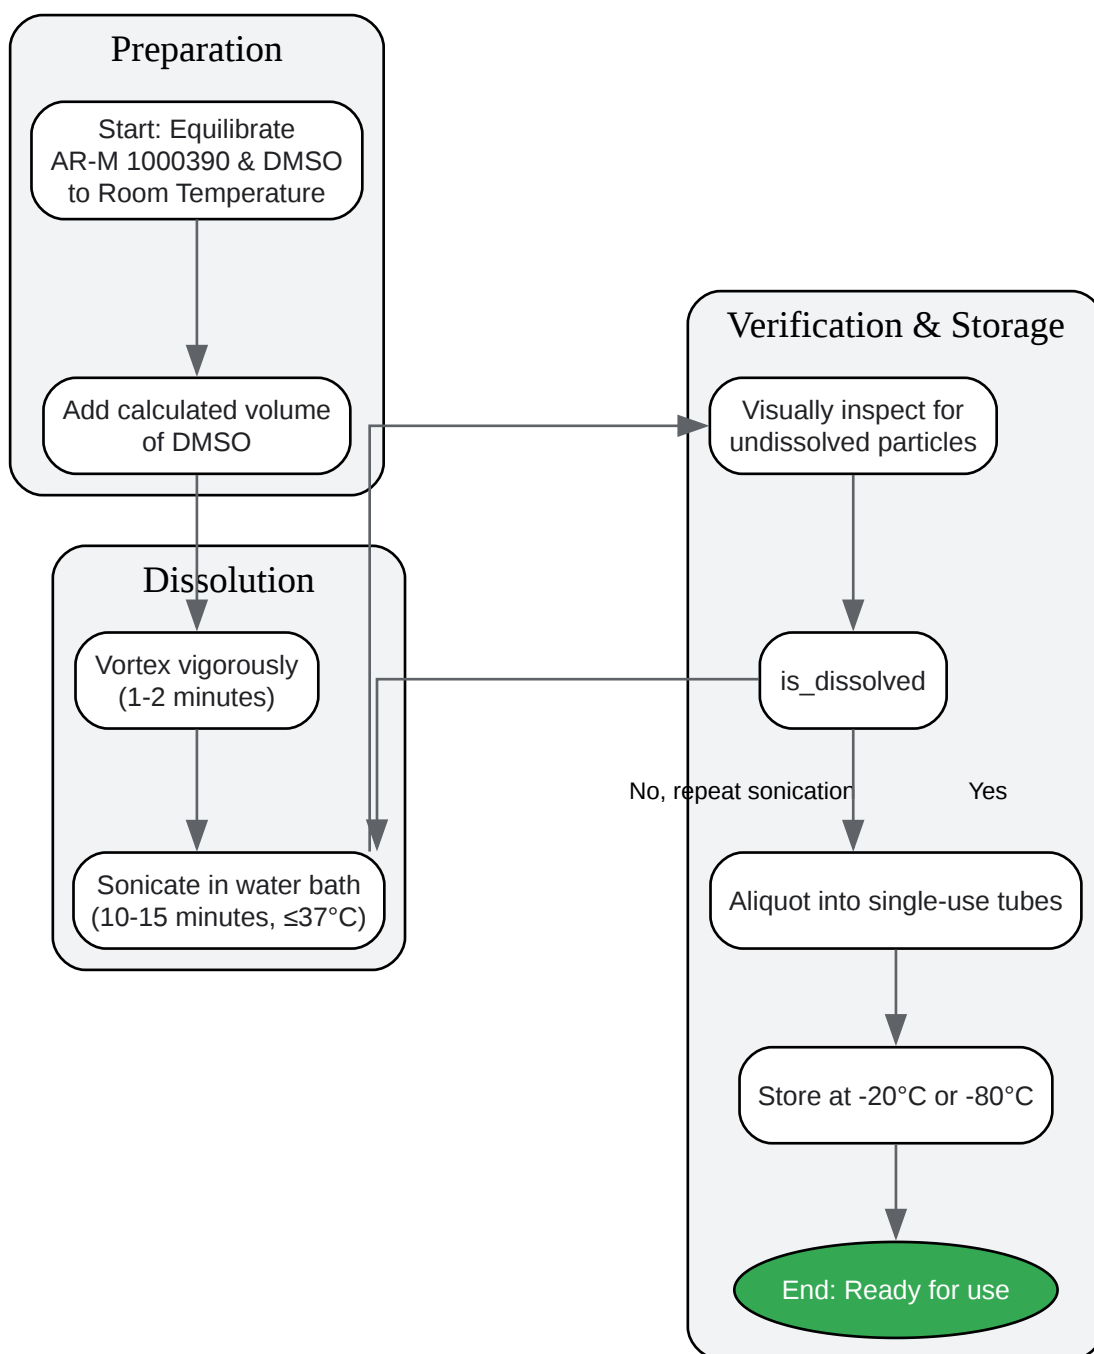 Preparation
Start: Equilibrate
AR-M 1000390 & DMSO
to Room Temperature
Add calculated volume
of DMSO
Dissolution
Vortex vigorously
(1-2 minutes)
Sonicate in water bath
(10-15 minutes, ≤37°C)
Verification & Storage
Visually inspect for
undissolved particles
is_dissolved
No, repeat sonication
Yes
Aliquot into single-use tubes
Store at -20°C or -80°C
End: Ready for use